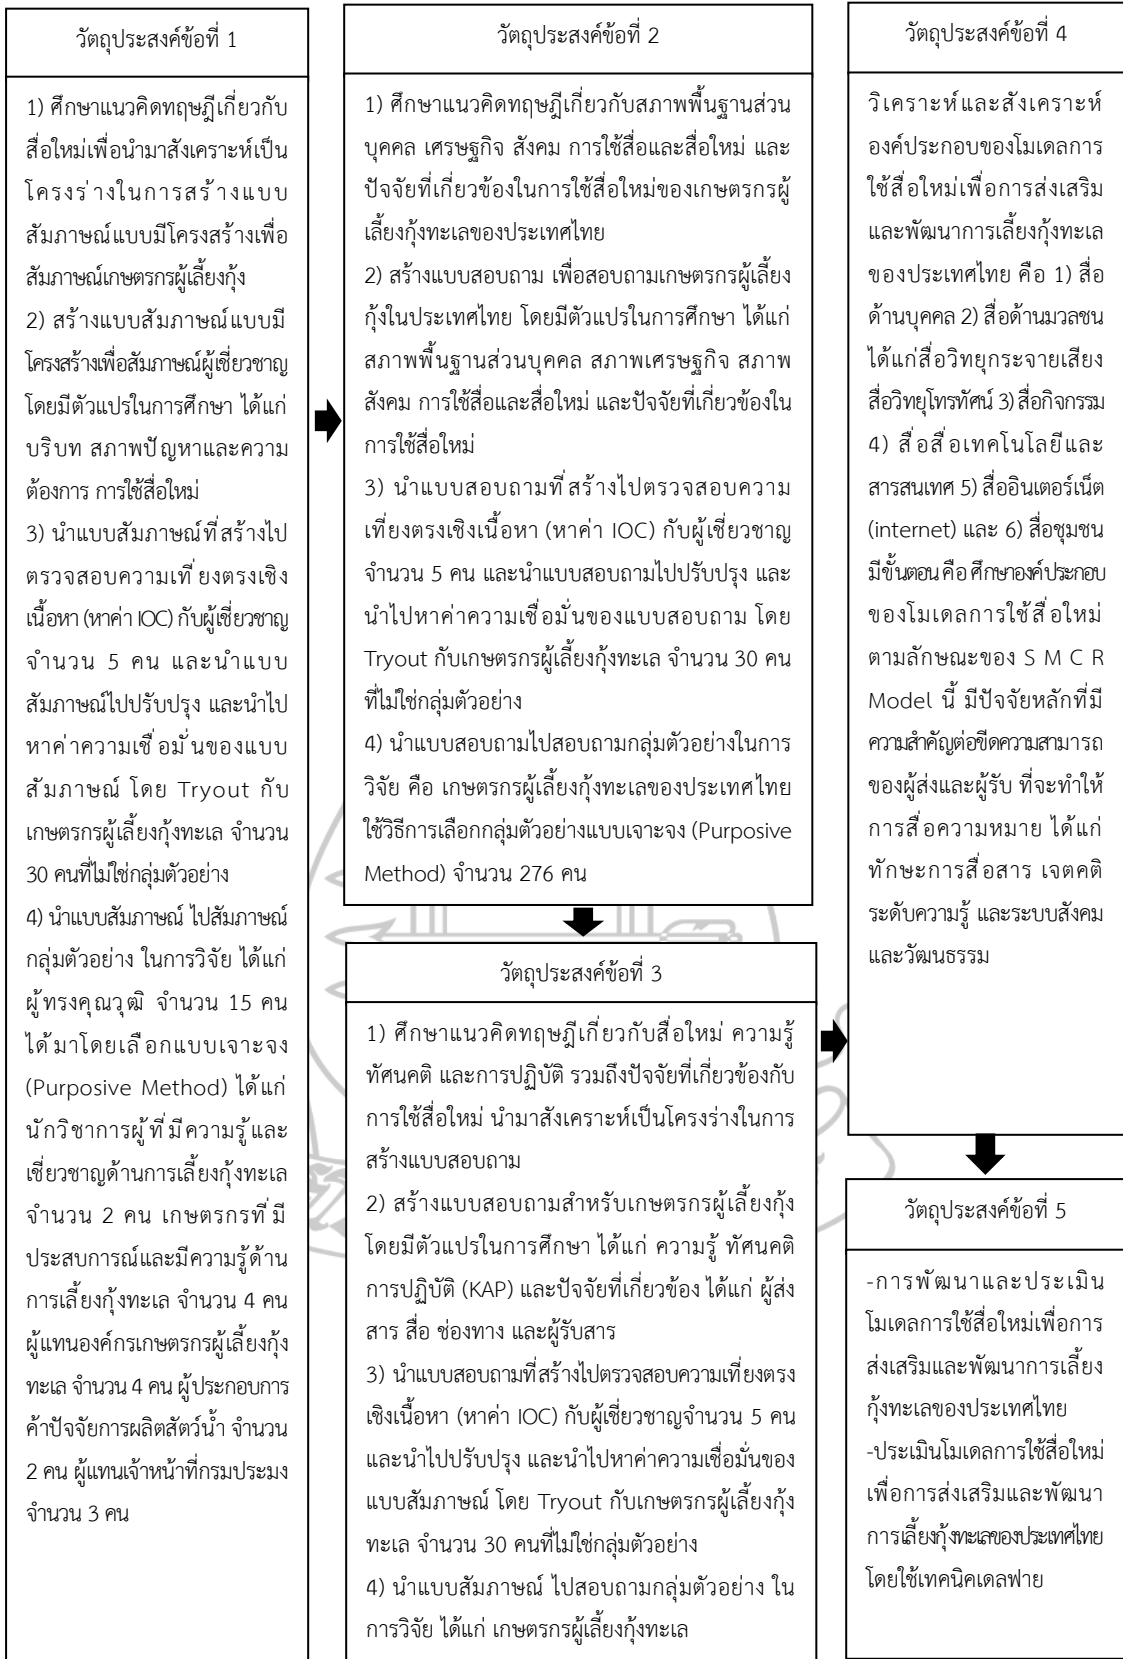 วัตถุประสงค์ข้อที่ 1
1) ศึกษาแนวคิดทฤษฎีเกี่ยวกับ
สื่อใหม่เพื่อนำมาสังเคราะห์เป็น
โครงร่างในการสร้างแบบ
สัมภาษณ์แบบมีโครงสร้างเพื่อ
สัมภาษณ์เกษตรกรผู้เลี้ยงกุ้ง
2) สร้างแบบสัมภาษณ์แบบมี
โครงสร้างเพื่อสัมภาษณ์ผู้เชี่ยวชาญ
โดยมีตัวแปรในการศึกษา ได้แก่
บริบท สภาพปัญหาและความ
ต้องการ การใช้สื่อใหม่
3) นำแบบสัมภาษณ์ที่สร้างไป
ตรวจสอบความเที่ยงตรงเชิง
เนื้อหา (หาค่า IOC) กับผู้เชี่ยวชาญ
จำนวน 5 คน และนำแบบ
สัมภาษณ์ไปปรับปรุง และนำไป
หาค่าความเชื่อมั่นของแบบ
สัมภาษณ์ โดย Tryout กับ
เกษตรกรผู้เลี้ยงกุ้งทะเล จำนวน
30 คนที่ไม่ใช่กลุ่มตัวอย่าง
4) นำแบบสัมภาษณ์ ไปสัมภาษณ์
กลุ่มตัวอย่าง ในการวิจัย ได้แก่
ผู้ทรงคุณวุฒิ จำนวน 15 คน
ได้มาโดยเลือกแบบเจาะจง
(Purposive Method) ได้แก่
นักวิชาการผู้ที่มีความรู้และ
เชี่ยวชาญด้านการเลี้ยงกุ้งทะเล
จำนวน 2 คน เกษตรกรที่มี
ประสบการณ์และมีความรู้ด้าน
การเลี้ยงกุ้งทะเล จำนวน 4 คน
ผู้แทนองค์กรเกษตรกรผู้เลี้ยงกุ้ง
ทะเล จำนวน 4 คน ผู้ประกอบการ
ค้าปัจจัยการผลิตสัตว์น้ำ จำนวน
2 คน ผู้แทนเจ้าหน้าที่กรมประมง
จำนวน 3 คน
วัตถุประสงค์ข้อที่ 2
1) ศึกษาแนวคิดทฤษฎีเกี่ยวกับสภาพพื้นฐานส่วน
บุคคล เศรษฐกิจ สังคม การใช้สื่อและสื่อใหม่ และ
ปัจจัยที่เกี่ยวข้องในการใช้สื่อใหม่ของเกษตรกรผู้
เลี้ยงกุ้งทะเลของประเทศไทย
2) สร้างแบบสอบถาม เพื่อสอบถามเกษตรกรผู้เลี้ยง
กุ้งในประเทศไทย โดยมีตัวแปรในการศึกษา ได้แก่
สภาพพื้นฐานส่วนบุคคล สภาพเศรษฐกิจ สภาพ
สังคม การใช้สื่อและสื่อใหม่ และปัจจัยที่เกี่ยวข้องใน
การใช้สื่อใหม่
3) นำแบบสอบถามที่สร้างไปตรวจสอบความ
เที่ยงตรงเชิงเนื้อหา (หาค่า IOC) กับผู้เชี่ยวชาญ
จำนวน 5 คน และนำแบบสอบถามไปปรับปรุง และ
นำไปหาค่าความเชื่อมั่นของแบบสอบถาม โดย
Tryout กับเกษตรกรผู้เลี้ยงกุ้งทะเล จำนวน 30 คน
ที่ไม่ใช่กลุ่มตัวอย่าง
4) นำแบบสอบถามไปสอบถามกลุ่มตัวอย่างในการ
วิจัย คือ เกษตรกรผู้เลี้ยงกุ้งทะเลของประเทศไทย
ใช้วิธีการเลือกกลุ่มตัวอย่างแบบเจาะจง (Purposive
Method) จำนวน 276 คน
วัตถุประสงค์ข้อที่ 3
1) ศึกษาแนวคิดทฤษฎีเกี่ยวกับสื่อใหม่ ความรู้
ทัศนคติ และการปฏิบัติ รวมถึงปัจจัยที่เกี่ยวข้องกับ
การใช้สื่อใหม่ นำมาสังเคราะห์เป็นโครงร่างในการ
สร้างแบบสอบถาม
2) สร้างแบบสอบถามสำหรับเกษตรกรผู้เลี้ยงกุ้ง
โดยมีตัวแปรในการศึกษา ได้แก่ ความรู้ ทัศนคติ
การปฏิบัติ (KAP) และปัจจัยที่เกี่ยวข้อง ได้แก่ ผู้ส่ง
สาร สื่อ ช่องทาง และผู้รับสาร
3) นำแบบสอบถามที่สร้างไปตรวจสอบความเที่ยงตรง
เชิงเนื้อหา (หาค่า IOC) กับผู้เชี่ยวชาญจำนวน 5 คน
และนำไปปรับปรุง และนำไปหาค่าความเชื่อมั่นของ
แบบสัมภาษณ์ โดย Tryout กับเกษตรกรผู้เลี้ยงกุ้ง
ทะเล จำนวน 30 คนที่ไม่ใช่กลุ่มตัวอย่าง
4) นำแบบสัมภาษณ์ ไปสอบถามกลุ่มตัวอย่าง ใน
การวิจัย ได้แก่ เกษตรกรผู้เลี้ยงกุ้งทะเล
วัตถุประสงค์ข้อที่ 4
วิเคราะห์และสังเคราะห์
องค์ประกอบของโมเดลการ
ใช้สื่อใหม่เพื่อการส่งเสริม
และพัฒนาการเลี้ยงกุ้งทะเล
ของประเทศไทย คือ 1) สื่อ
ด้านบุคคล 2) สื่อด้านมวลชน
ได้แก่สื่อวิทยุกระจายเสียง
สื่อวิทยุโทรทัศน์ 3) สื่อกิจกรรม
4) สื่อสื่อเทคโนโลยีและ
สารสนเทศ 5) สื่ออินเตอร์เน็ต
(internet) และ 6) สื่อชุมชน
มีขั้นตอน คือ ศึกษาองค์ประกอบ
ของโมเดลการใช้สื่อใหม่
ตามลักษณะของ S M C R
Model นี้ มีปัจจัยหลักที่มี
ความสำคัญต่อขีดความสามารถ
ของผู้ส่งและผู้รับ ที่จะทำให้
การสื่อความหมาย ได้แก่
ทักษะการสื่อสาร เจตคติ
ระดับความรู้ และระบบสังคม
และวัฒนธรรม
วัตถุประสงค์ข้อที่ 5
-การพัฒนาและประเมิน
โมเดลการใช้สื่อใหม่เพื่อการ
ส่งเสริมและพัฒนาการเลี้ยง
กุ้งทะเลของประเทศไทย
-ประเมินโมเดลการใช้สื่อใหม่
เพื่อการส่งเสริมและพัฒนา
การเลี้ยงกุ้งทะเลของประเทศไทย
โดยใช้เทคนิคเดลฟาย